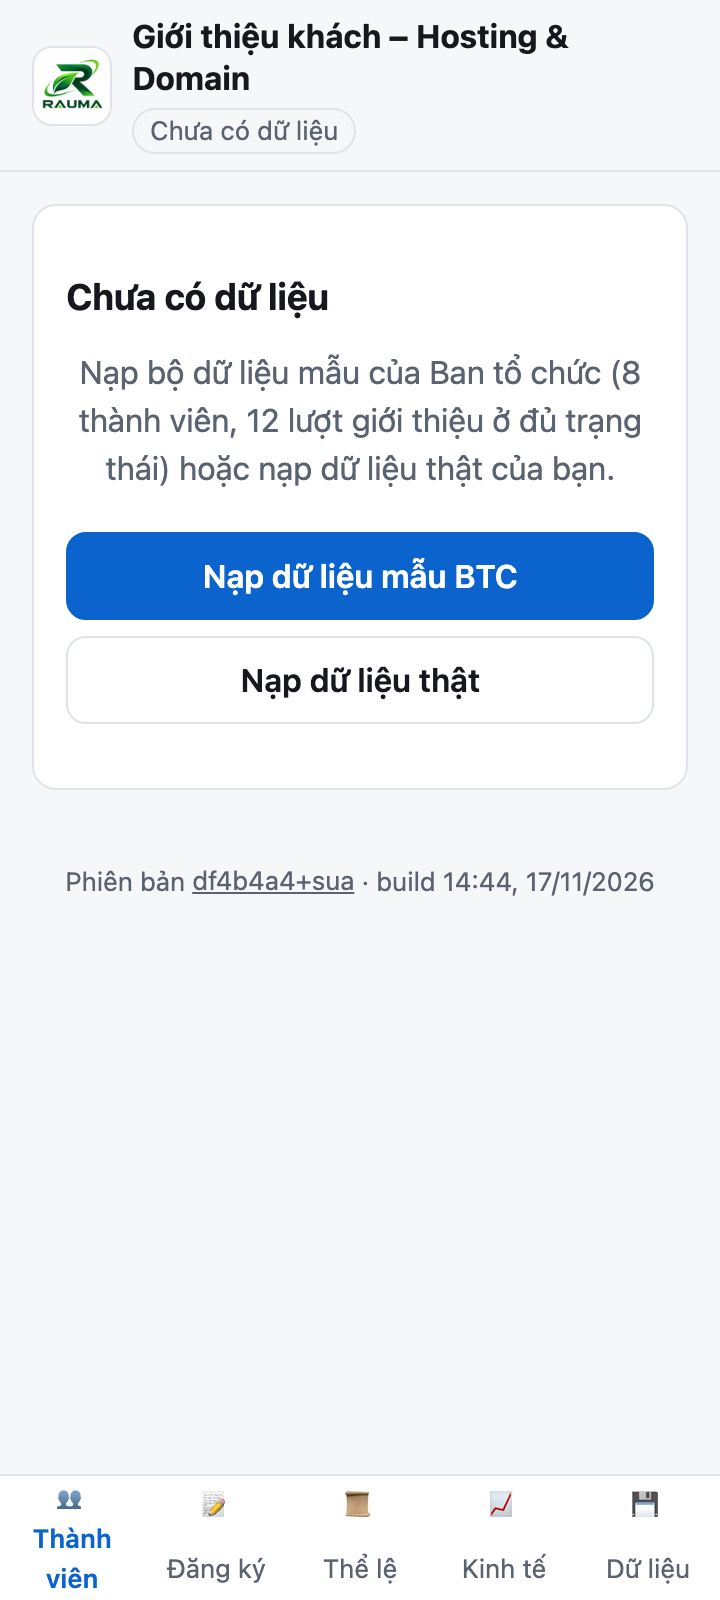 Giới thiệu khách – Hosting &
Domain
RAUMA
Chưa có dữ liệu
Chưa có dữ liệu
Nạp bộ dữ liệu mẫu của Ban tổ chức (8
thành viên, 12 lượt giới thiệu ở đủ trạng
thái) hoặc nạp dữ liệu thật của bạn.
Nạp dữ liệu mẫu BTC
Nạp dữ liệu thật
Phiên bản df4b4a4+sua · build 14:44, 17/11/2026
Thành
viên
Đăng ký
Thể lệ
Kinh tế
Dữ liệu